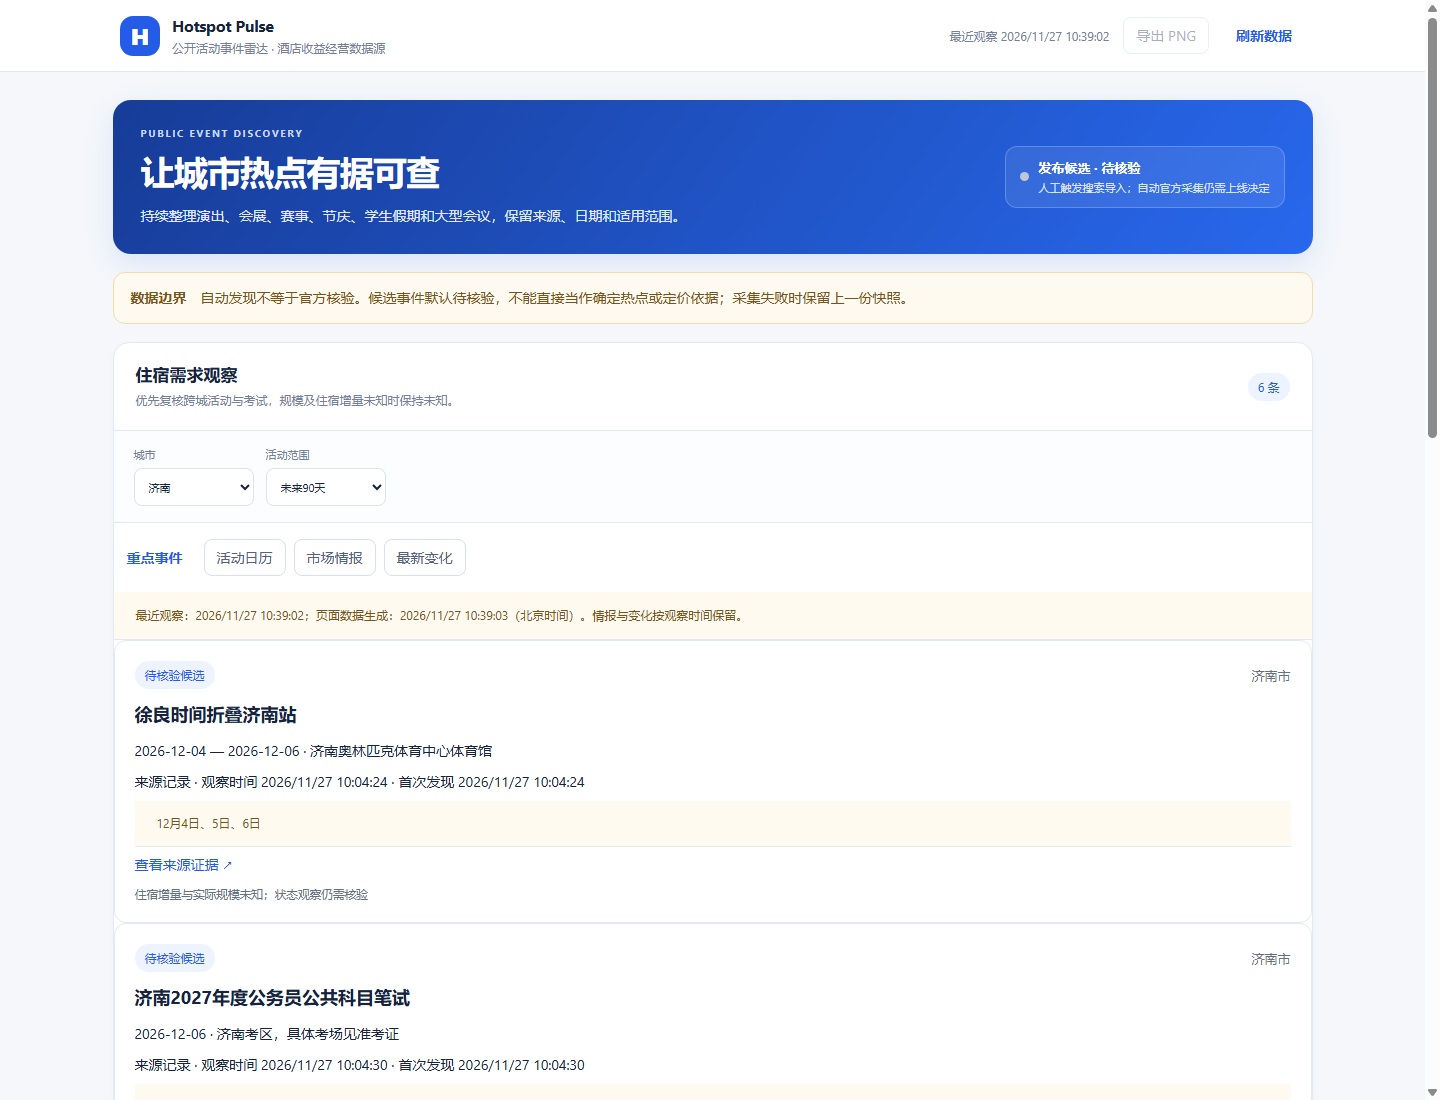 H
Hotspot Pulse
公开活动事件雷达 · 酒店收益经营数据源
最近观察 2026/11/27 10:39:02
导出 PNG
刷新数据
PUBLIC EVENT DISCOVERY
让城市热点有据可查
持续整理演出、会展、赛事、节庆、学生假期和大型会议，保留来源、日期和适用范围。
发布候选 · 待核验
人工触发搜索导入；自动官方采集仍需上线决定
数据边界 自动发现不等于官方核验。候选事件默认待核验，不能直接当作确定热点或定价依据；采集失败时保留上一份快照。
住宿需求观察
优先复核跨城活动与考试，规模及住宿增量未知时保持未知。
6 条
城市
活动范围
济南
未来90天
重点事件
活动日历
市场情报
最新变化
最近观察：2026/11/27 10:39:02；页面数据生成：2026/11/27 10:39:03（北京时间）。情报与变化按观察时间保留。
待核验候选
济南市
徐良时间折叠济南站
2026-12-04 — 2026-12-06 · 济南奥林匹克体育中心体育馆
来源记录 · 观察时间 2026/11/27 10:04:24 · 首次发现 2026/11/27 10:04:24
12月4日、5日、6日
查看来源证据 ↗
住宿增量与实际规模未知；状态观察仍需核验
待核验候选
济南市
济南2027年度公务员公共科目笔试
2026-12-06 · 济南考区，具体考场见准考证
来源记录 · 观察时间 2026/11/27 10:04:30 · 首次发现 2026/11/27 10:04:30